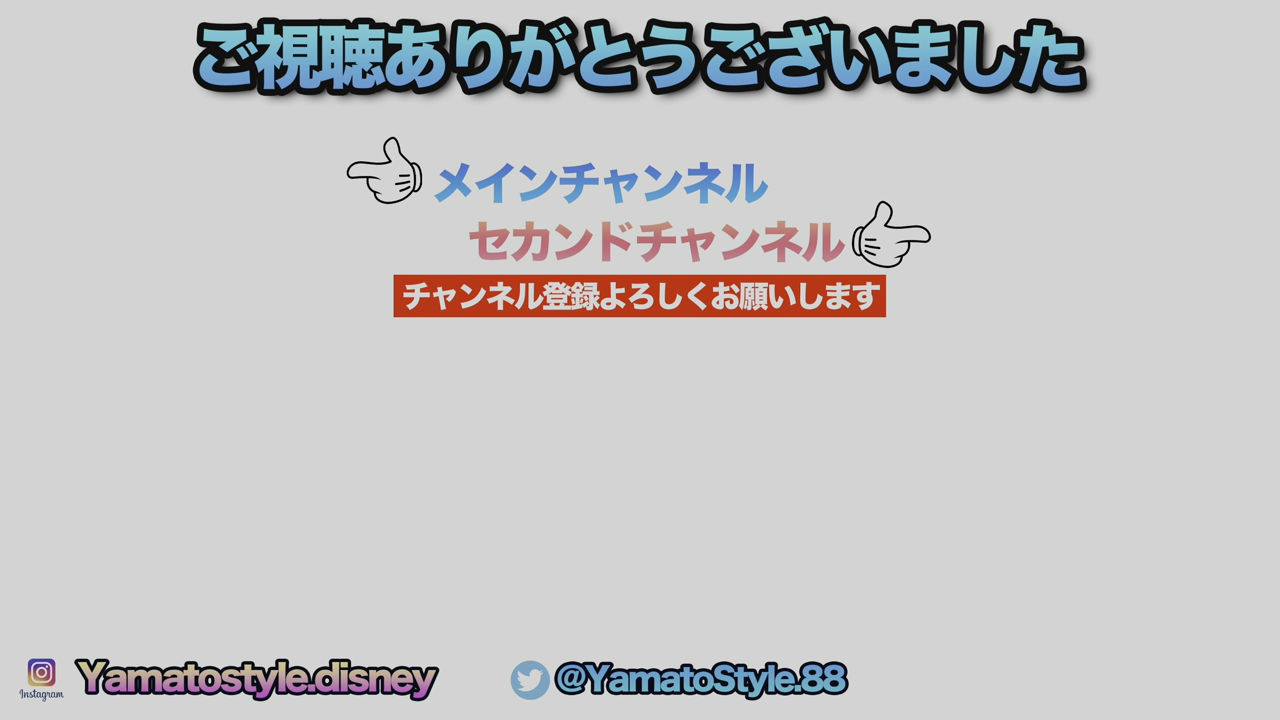 ご視聴ありがとうございました
メインチャンネル
セカンドチャンネル
チャンネル登録よろしくお願いします
Instagram
Yamatostyle.disney
@YamatoStyle.88